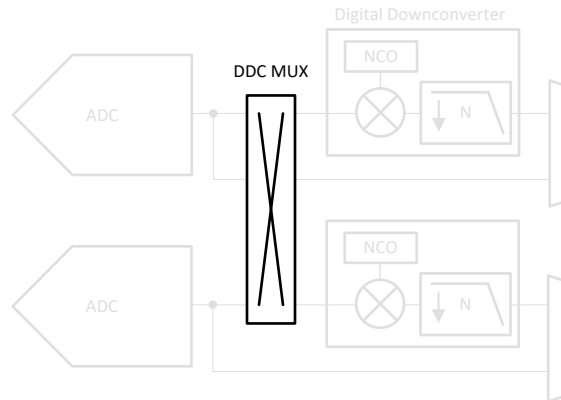 Digital Downconverter
NCO
DDC MUX
ADC
N
NCO
ADC
N